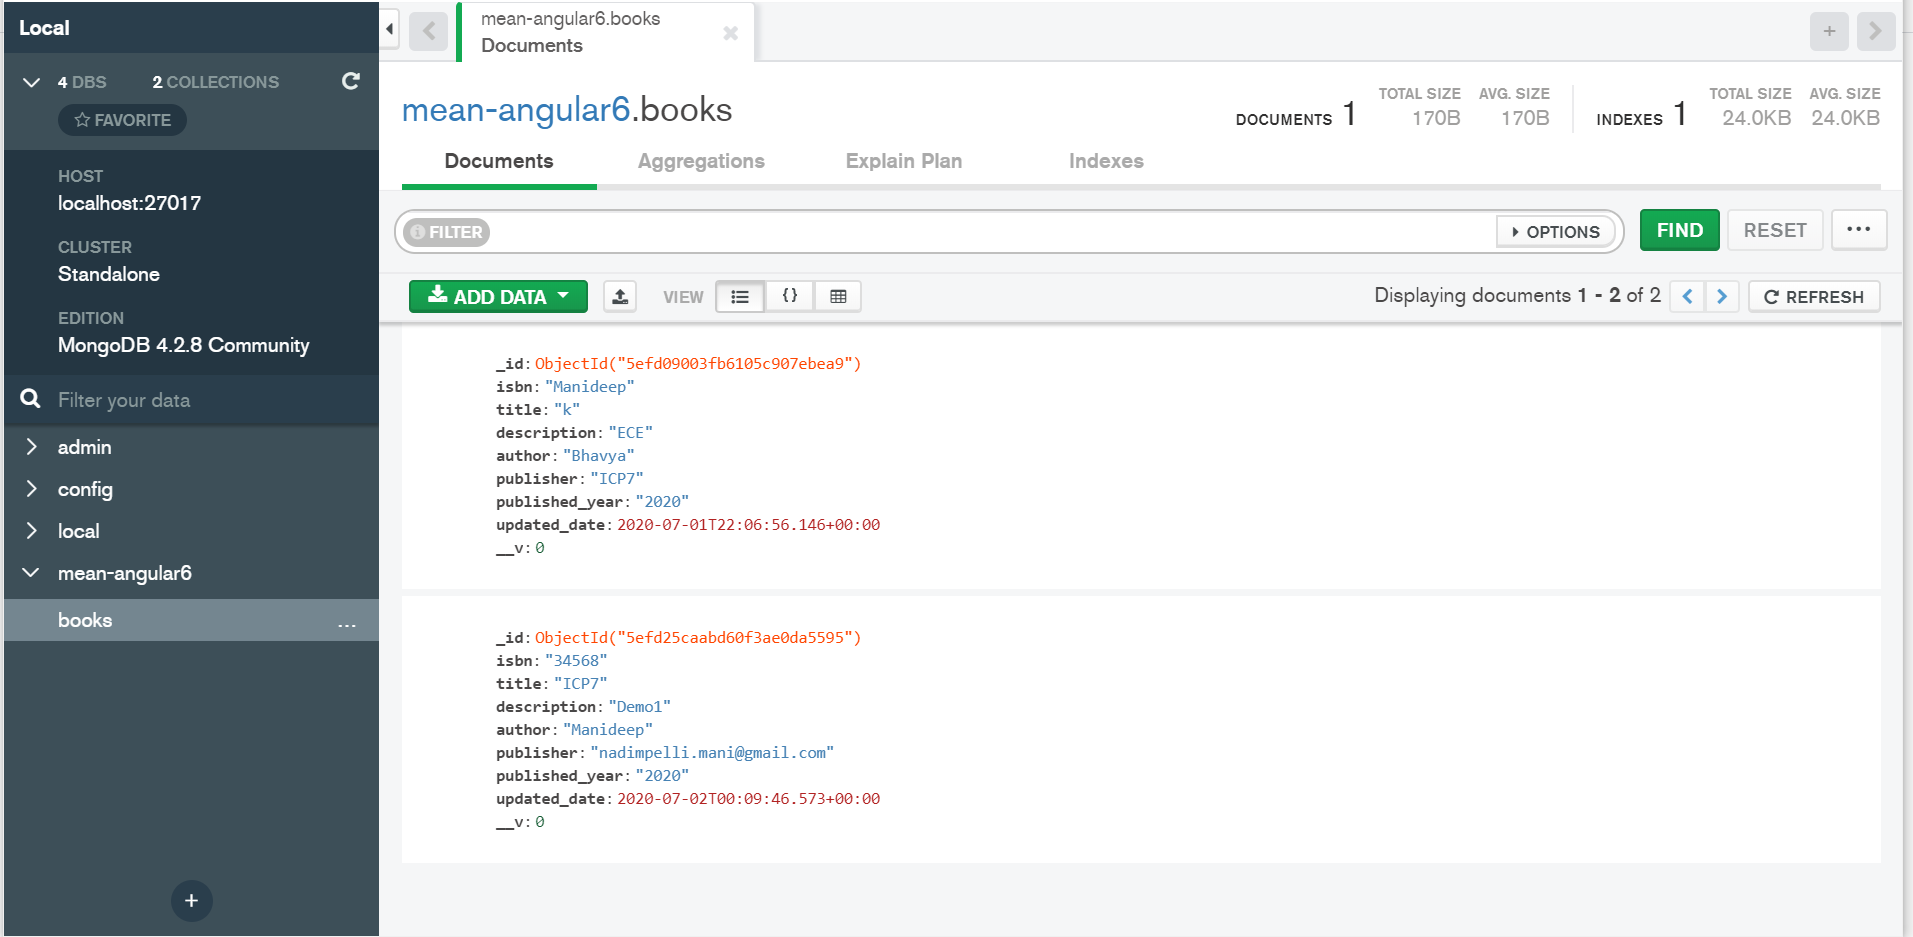 Local
4 DBS 2 COLLECTIONS
FAVORITE
HOST
localhost:27017
CLUSTER
Standalone
EDITION
MongoDB 4.2.8 Community
Filter your data
admin
config
local
mean-angular6
books ...
+
mean-angular6.books
Documents
mean-angular6.books
DOCUMENTS 1 TOTAL SIZE 170B AVG. SIZE 170B INDEXES 1 TOTAL SIZE 24.0KB AVG. SIZE 24.0KB
Documents Aggregations Explain Plan Indexes
FILTER OPTIONS FIND RESET ...
ADD DATA VIEW {} Displaying documents 1 - 2 of 2 < > REFRESH
_id: ObjectId("5efd09003fb6105c907ebea9")
isbn: "Manideep"
title: "k"
description: "ECE"
author: "Bhavya"
publisher: "ICP7"
published_year: "2020"
updated_date: 2020-07-01T22:06:56.146+00:00
__v: 0
_id: ObjectId("5efd25caabd60f3ae0da5595")
isbn: "34568"
title: "ICP7"
description: "Demo1"
author: "Manideep"
publisher: "nadimpelli.mani@gmail.com"
published_year: "2020"
updated_date: 2020-07-02T00:09:46.573+00:00
__v: 0